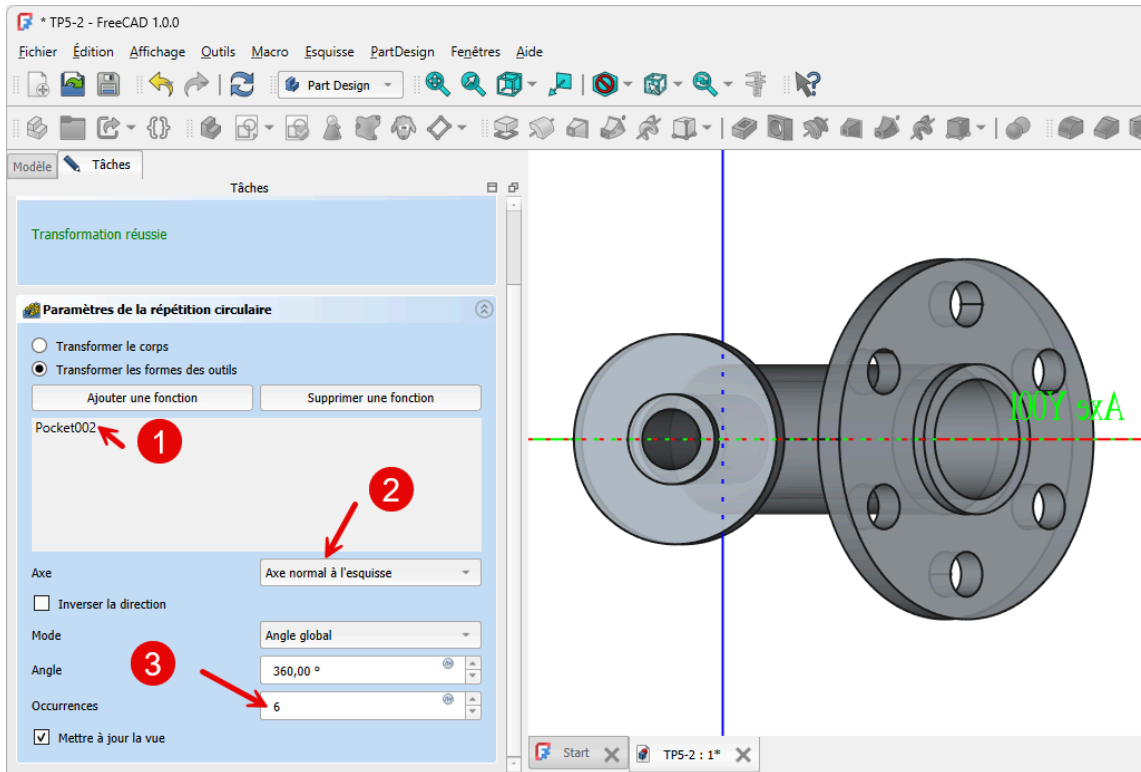 * TP5-2 - FreeCAD 1.0.0
Fichier Édition Affichage Outils Macro Esquisse PartDesign Fenêtres Aide
Part Design
Modèle Tâches
Tâches
Transformation réussie
Paramètres de la répétition circulaire
Transformer le corps
Transformer les formes des outils
Ajouter une fonction Supprimer une fonction
Pocket002
1
2
Axe Axe normal à l'esquisse
Inverser la direction
Mode Angle global
3
Angle 360,00 °
Occurrences 6
Mettre à jour la vue
Axe Y001
Start TP5-2 : 1*